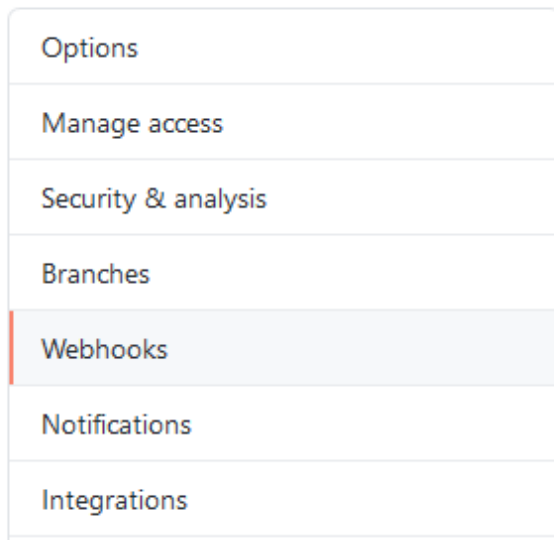 Options
Manage access
Security & analysis
Branches
Webhooks
Notifications
Integrations